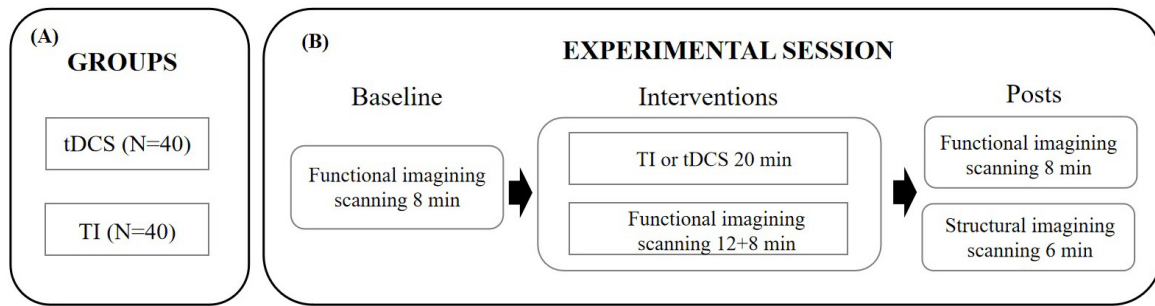 (A)
GROUPS
tDCS (N=40)
TI (N=40)
(B)
EXPERIMENTAL SESSION
Baseline
Functional imagining
scanning 8 min
Interventions
TI or tDCS 20 min
Functional imagining
scanning 12+8 min
Posts
Functional imagining
scanning 8 min
Structural imagining
scanning 6 min